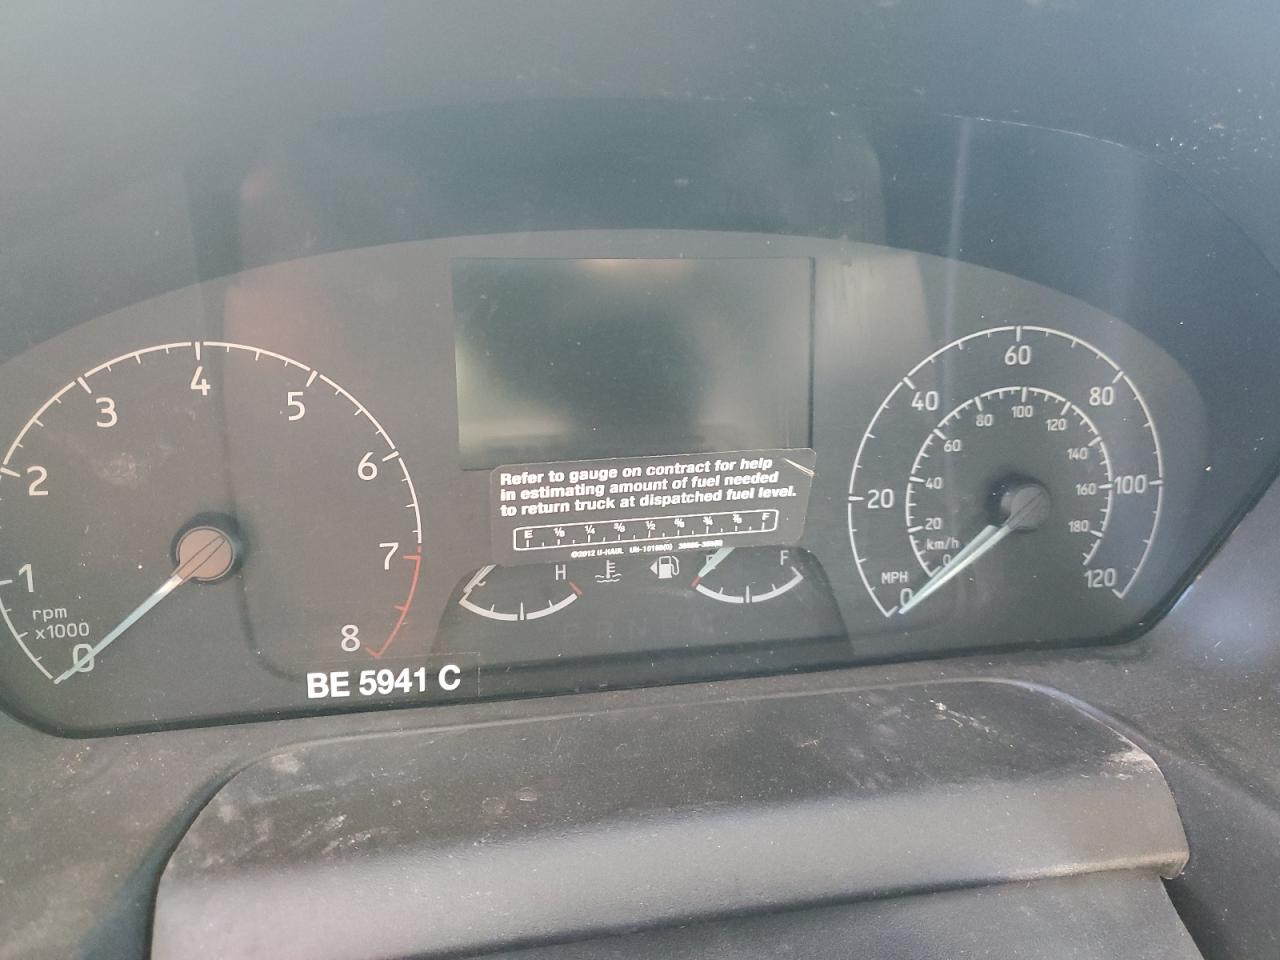 4
3
5
60
40
80
80
100
120
60
140
2
6
Refer to gauge on contract for help
in estimating amount of fuel needed
to return truck at dispatched fuel level.
20
40
160
100
E ⅛ ¼ ⅜ ½ ⅝ ¾ ⅞ F
20
180
7
©2012 U-HAUL
km/h
0
1
H
F
MPH
0
120
rpm
x1000
8
0
P R N
BE 5941 C